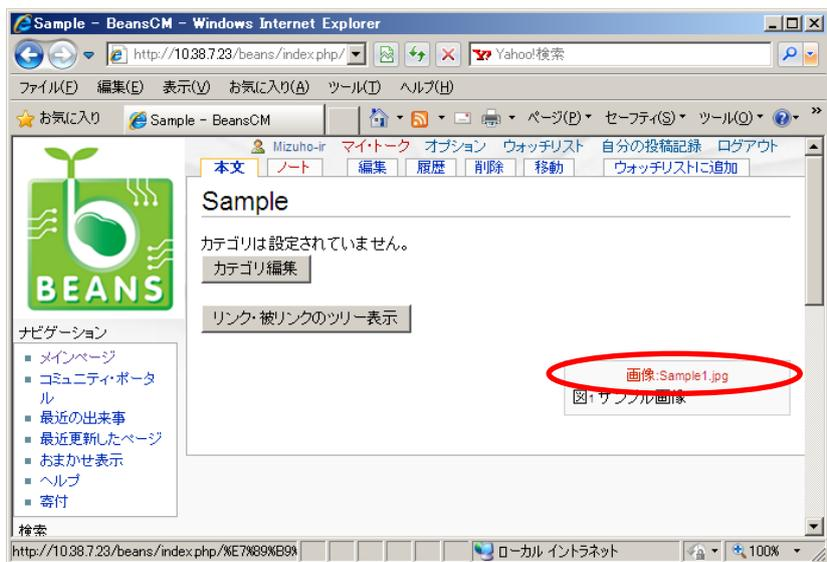 Sample - BeansCM - Windows Internet Explorer
http://10.38.7.23/beans/index.php/
Yahoo!検索
ファイル(F) 編集(E) 表示(V) お気に入り(A) ツール(T) ヘルプ(H)
お気に入り
Sample - BeansCM
ページ(P)
セーフティ(S)
ツール(O)
Mizuho-ir マイ・トーク オプション ウォッチリスト 自分の投稿記録 ログアウト
本文 ノート 編集 履歴 削除 移動 ウォッチリストに追加
BEANS
Sample
カテゴリは設定されていません。
カテゴリ編集
リンク・被リンクのツリー表示
画像:Sample1.jpg
図1 サンプル画像
ナビゲーション
メインページ
コミュニティ・ポータ
ル
最近の出来事
最近更新したページ
おまかせ表示
ヘルプ
寄付
検索
http://10.38.7.23/beans/index.php/%E7%89%B9%
ローカル イントラネット
100%